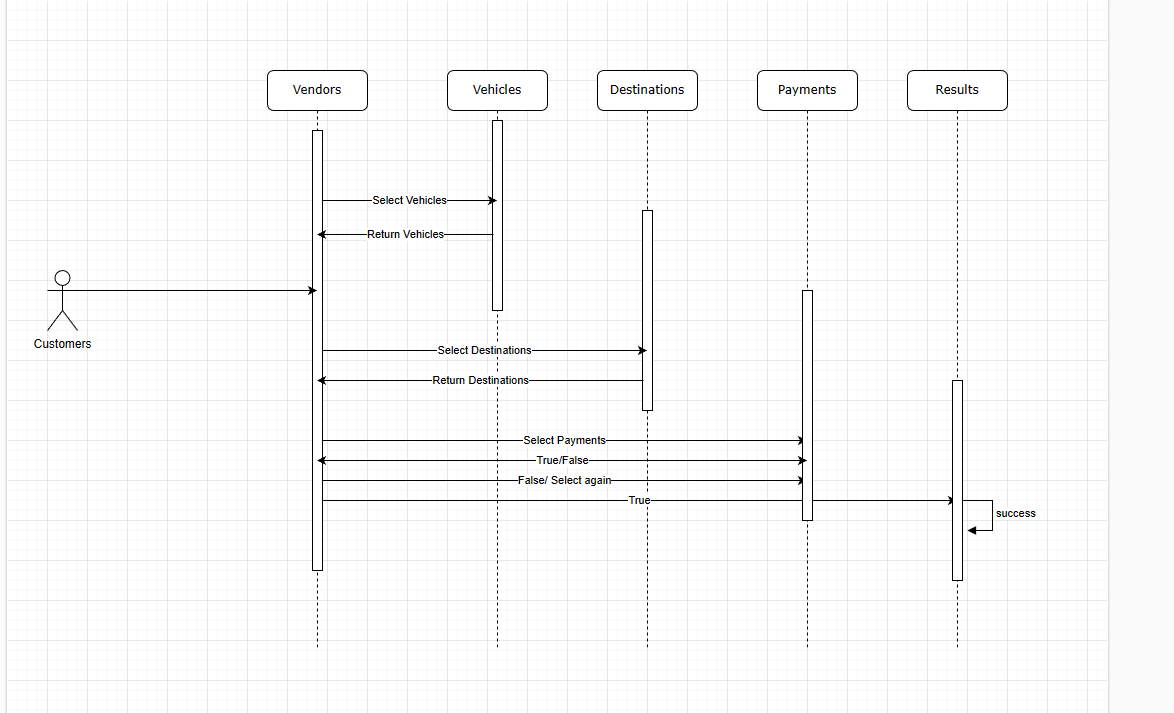 Vendors
Vehicles
Destinations
Payments
Results
Select Vehicles
Return Vehicles
Customers
Select Destinations
Return Destinations
Select Payments
True/False
False/ Select again
True
success